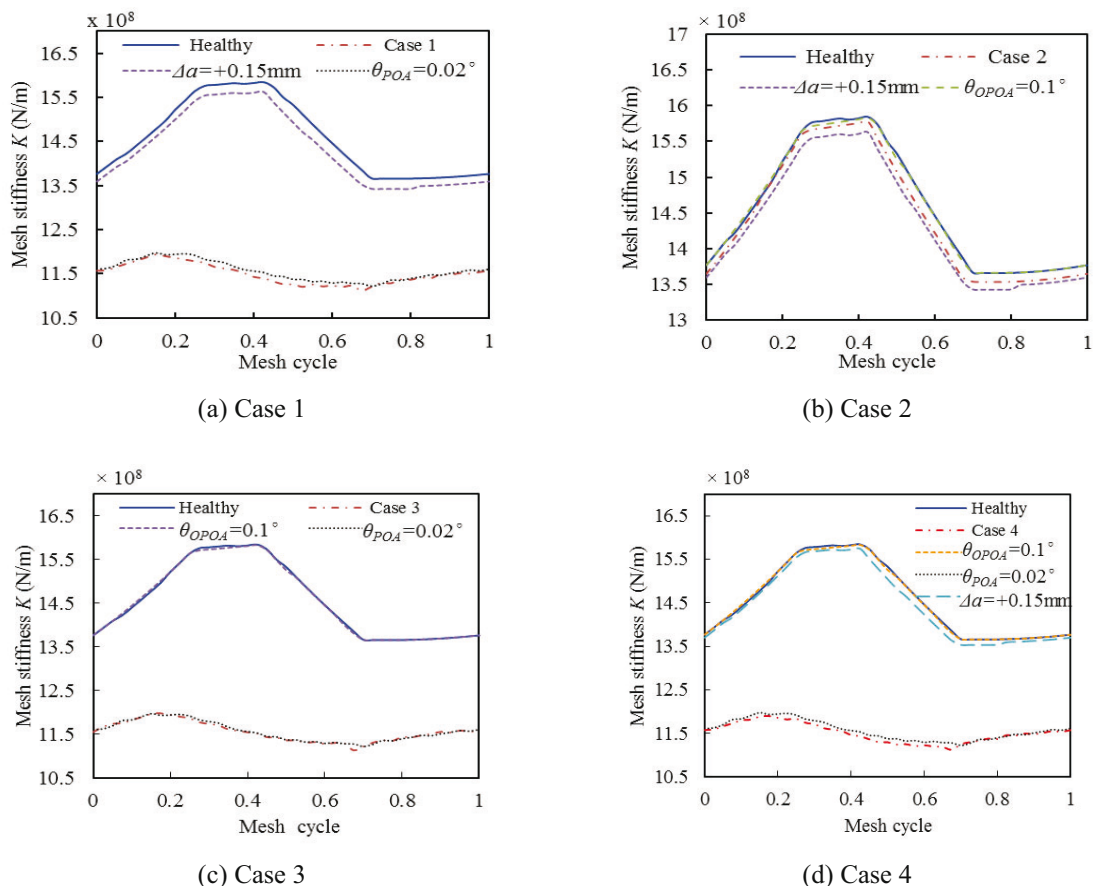 x 10⁸
16.5
15.5
14.5
13.5
12.5
11.5
10.5
Mesh stiffness K (N/m)
Healthy
Case 1
Δa=+0.15mm
θPOA=0.02°
0
0.2
0.4
0.6
0.8
1
Mesh cycle
(a) Case 1
× 10⁸
17
16.5
16
15.5
15
14.5
14
13.5
13
Mesh stiffness K (N/m)
Healthy
Case 2
Δa=+0.15mm
θOPOA=0.1°
0
0.2
0.4
0.6
0.8
1
Mesh cycle
(b) Case 2
× 10⁸
16.5
15.5
14.5
13.5
12.5
11.5
10.5
Mesh stiffness K (N/m)
Healthy
Case 3
θOPOA=0.1°
θPOA=0.02°
0
0.2
0.4
0.6
0.8
1
Mesh cycle
(c) Case 3
× 10⁸
16.5
15.5
14.5
13.5
12.5
11.5
10.5
Mesh stiffness K (N/m)
Healthy
Case 4
θOPOA=0.1°
θPOA=0.02°
Δa=+0.15mm
0
0.2
0.4
0.6
0.8
1
Mesh cycle
(d) Case 4